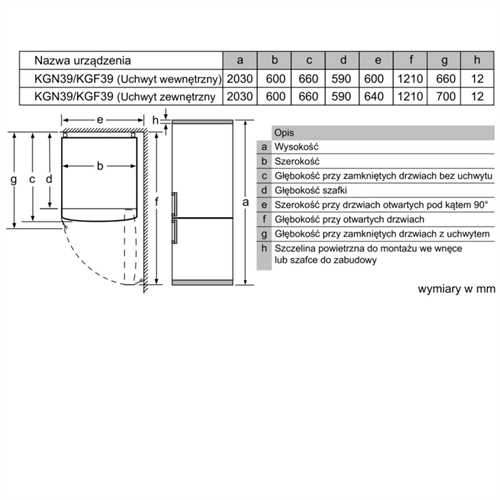 Nazwa urządzenia a b c d e f g h
KGN39/KGF39 (Uchwyt wewnętrzny) 2030 600 660 590 600 1210 660 12
KGN39/KGF39 (Uchwyt zewnętrzny 2030 600 660 590 640 1210 700 12
e
h
b
g
c
d
f
a
Opis
a Wysokość
b Szerokość
c Głębokość przy zamkniętych drzwiach bez uchwytu
d Głębokość szafki
e Szerokość przy drzwiach otwartych pod kątem 90°
f Głębokość przy otwartych drzwiach
g Głębokość przy zamkniętych drzwiach z uchwytem
h Szczelina powietrzna do montażu we wnęce
lub szafce do zabudowy
wymiary w mm